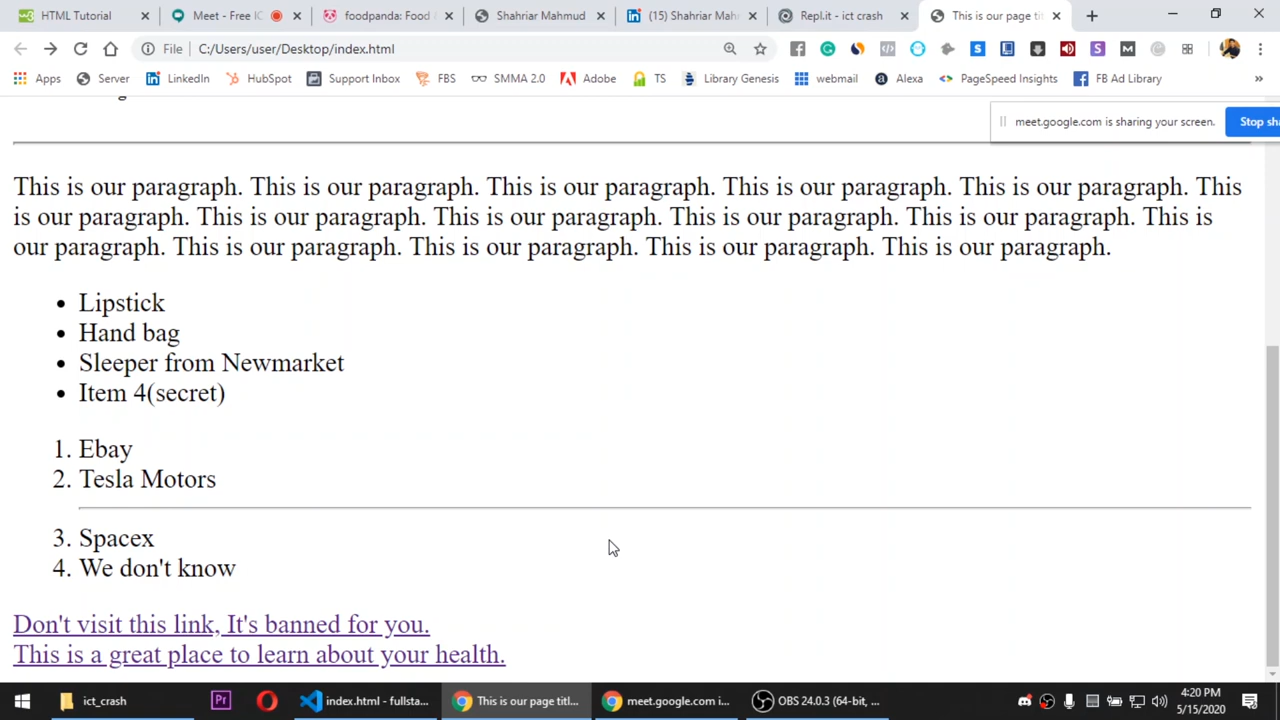 HTML Tutorial
Meet - Free IC
foodpanda: Food
Shahriar Mahmud
(15) Shahriar Mahm
Repl.it - ict crash
This is our page titl
File C:/Users/user/Desktop/index.html
Apps Server LinkedIn HubSpot Support Inbox FBS SMMA 2.0 Adobe TS Library Genesis webmail Alexa PageSpeed Insights FB Ad Library »
meet.google.com is sharing your screen. Stop sha
This is our paragraph. This is our paragraph. This is our paragraph. This is our paragraph. This is our paragraph. This
is our paragraph. This is our paragraph. This is our paragraph. This is our paragraph. This is our paragraph. This is
our paragraph. This is our paragraph. This is our paragraph. This is our paragraph. This is our paragraph.
• Lipstick
• Hand bag
• Sleeper from Newmarket
• Item 4(secret)
1. Ebay
2. Tesla Motors
3. Spacex
4. We don't know
Don't visit this link, It's banned for you.
This is a great place to learn about your health.
ict_crash
Pr
index.html - fullsta...
This is our page titl...
meet.google.com i...
OBS 24.0.3 (64-bit, ...
4:20 PM
5/15/2020